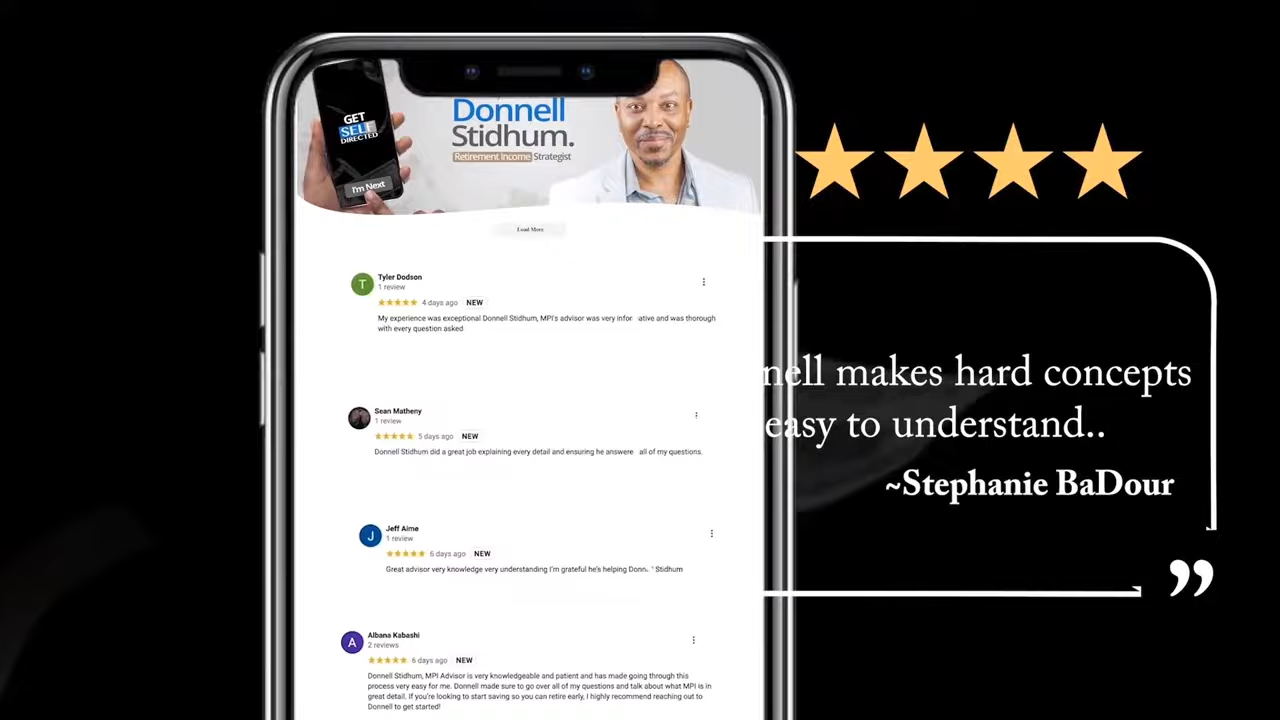 GET
SELF
DIRECTED
I'm Next
Donnell
Stidhum.
Retirement Income Strategist
Load More
T
Tyler Dodson
1 review
4 days ago NEW
My experience was exceptional Donnell Stidhum, MPI's advisor was very infor ative and was thorough
with every question asked
Sean Matheny
1 review
5 days ago NEW
Donnell Stidhum did a great job explaining every detail and ensuring he answere all of my questions.
J
Jeff Aime
1 review
6 days ago NEW
Great advisor very knowledge very understanding I'm grateful he's helping Donn. Stidhum
A
Albana Kabashi
2 reviews
6 days ago NEW
Donnell Stidhum, MPI Advisor is very knowledgeable and patient and has made going through this
process very easy for me. Donnell made sure to go over all of my questions and talk about what MPI is in
great detail. If you're looking to start saving so you can retire early, I highly recommend reaching out to
Donnell to get started!
nell makes hard concepts
easy to understand..
~Stephanie BaDour
”